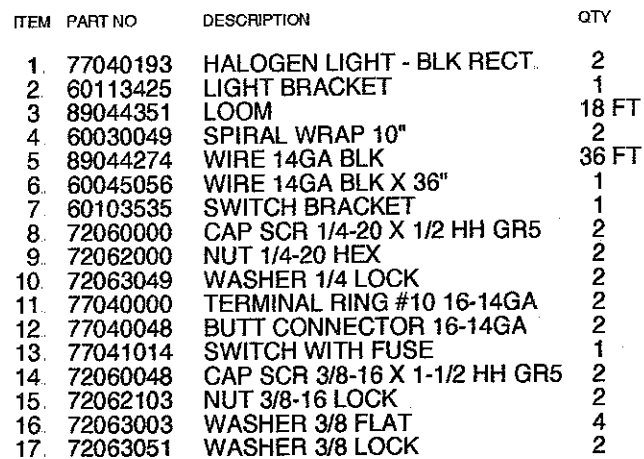 ITEM PART NO DESCRIPTION QTY
1. 77040193 HALOGEN LIGHT - BLK RECT. 2
2. 60113425 LIGHT BRACKET 1
3 89044351 LOOM 18 FT
4. 60030049 SPIRAL WRAP 10" 2
5 89044274 WIRE 14GA BLK 36 FT
6. 60045056 WIRE 14GA BLK X 36" 1
7. 60103535 SWITCH BRACKET 1
8. 72060000 CAP SCR 1/4-20 X 1/2 HH GR5 2
9. 72062000 NUT 1/4-20 HEX 2
10. 72063049 WASHER 1/4 LOCK 2
11. 77040000 TERMINAL RING #10 16-14GA 2
12. 77040048 BUTT CONNECTOR 16-14GA 2
13. 77041014 SWITCH WITH FUSE 1
14. 72060048 CAP SCR 3/8-16 X 1-1/2 HH GR5 2
15. 72062103 NUT 3/8-16 LOCK 2
16. 72063003 WASHER 3/8 FLAT 4
17. 72063051 WASHER 3/8 LOCK 2